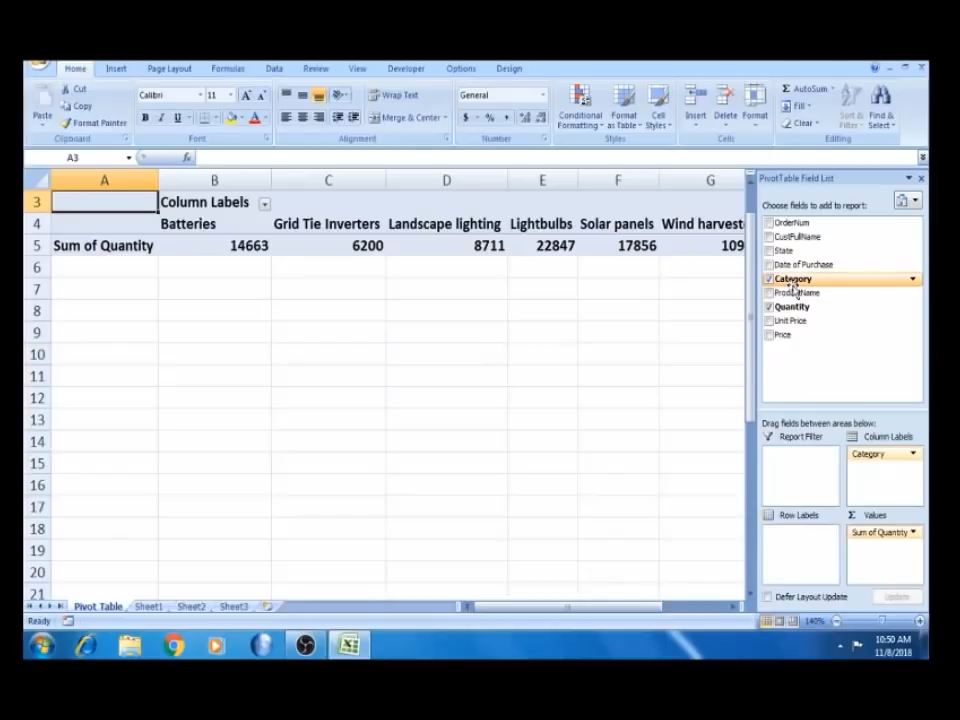 Home Insert Page Layout Formulas Data Review View Developer Options Design
Cut
Copy
Format Painter
Paste
Clipboard
Calibri 11
B I U
Font
Wrap Text
Merge & Center
Alignment
General
$ % ,
Number
Conditional Formatting
Format as Table
Cell Styles
Styles
Insert Delete Format
Cells
AutoSum
Fill
Clear
Sort & Filter
Find & Select
Editing
A3 fx
A B C D E F G
3 Column Labels
4 Batteries Grid Tie Inverters Landscape lighting Lightbulbs Solar panels Wind harvest
5 Sum of Quantity 14663 6200 8711 22847 17856 109
6
7
8
9
10
11
12
13
14
15
16
17
18
19
20
21
PivotTable Field List
Choose fields to add to report:
OrderNum
CustFullName
State
Date of Purchase
Category
ProductName
Quantity
Unit Price
Price
Drag fields between areas below:
Report Filter Column Labels
Category
Row Labels Σ Values
Sum of Quantity
Defer Layout Update Update
Pivot Table Sheet1 Sheet2 Sheet3
Ready 140%
10:50 AM
11/8/2018